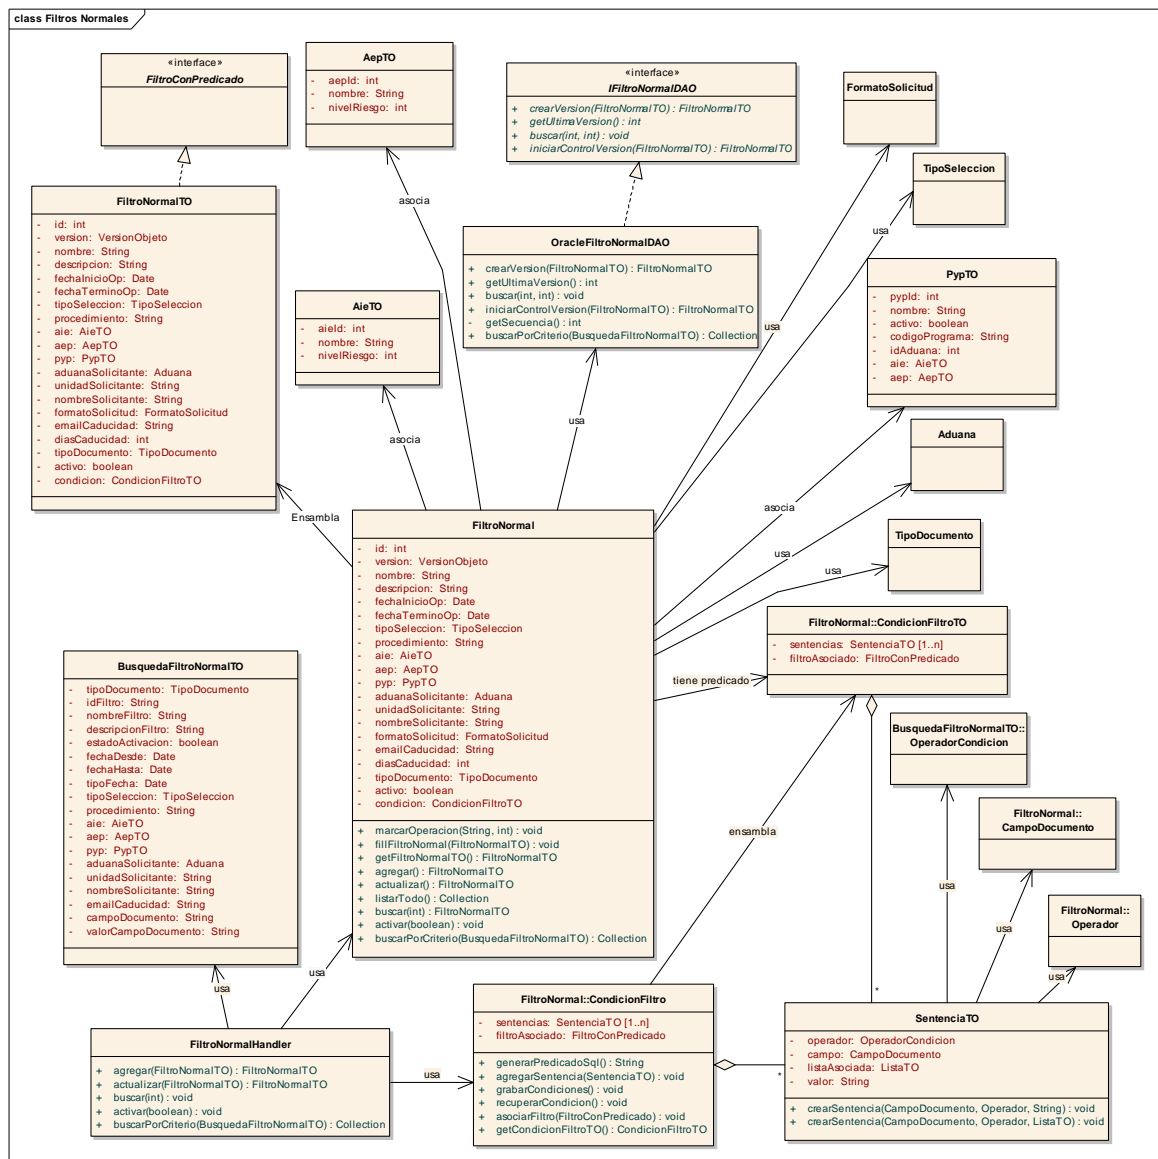 class Filtros Normales
«interface»
FiltroConPredicado
AepTO
- aepId: int
- nombre: String
- nivelRiesgo: int
«interface»
IFiltroNormalDAO
+ crearVersion(FiltroNormalTO) : FiltroNormalTO
+ getUltimaVersion() : int
+ buscar(int, int) : void
+ iniciarControlVersion(FiltroNormalTO) : FiltroNormalTO
FormatoSolicitud
TipoSeleccion
FiltroNormalTO
- id: int
- version: VersionObjeto
- nombre: String
- descripcion: String
- fechaInicioOp: Date
- fechaTerminoOp: Date
- tipoSeleccion: TipoSeleccion
- procedimiento: String
- aie: AieTO
- aep: AepTO
- pyp: PypTO
- aduanaSolicitante: Aduana
- unidadSolicitante: String
- nombreSolicitante: String
- formatoSolicitud: FormatoSolicitud
- emailCaducidad: String
- diasCaducidad: int
- tipoDocumento: TipoDocumento
- activo: boolean
- condicion: CondicionFiltroTO
asocia
usa
OracleFiltroNormalDAO
+ crearVersion(FiltroNormalTO) : FiltroNormalTO
+ getUltimaVersion() : int
+ buscar(int, int) : void
+ iniciarControlVersion(FiltroNormalTO) : FiltroNormalTO
- getSecuencia() : int
+ buscarPorCriterio(BusquedaFiltroNormalTO) : Collection
PypTO
- pypId: int
- nombre: String
- activo: boolean
- codigoPrograma: String
- idAduana: int
- aie: AieTO
- aep: AepTO
AieTO
- aieId: int
- nombre: String
- nivelRiesgo: int
usa
usa
asocia
Aduana
asocia
Ensambla
usa
TipoDocumento
usa
FiltroNormal
- id: int
- version: VersionObjeto
- nombre: String
- descripcion: String
- fechaInicioOp: Date
- fechaTerminoOp: Date
- tipoSeleccion: TipoSeleccion
- procedimiento: String
- aie: AieTO
- aep: AepTO
- pyp: PypTO
- aduanaSolicitante: Aduana
- unidadSolicitante: String
- nombreSolicitante: String
- formatoSolicitud: FormatoSolicitud
- emailCaducidad: String
- diasCaducidad: int
- tipoDocumento: TipoDocumento
- activo: boolean
- condicion: CondicionFiltroTO
+ marcarOperacion(String, int) : void
+ fillFiltroNormal(FiltroNormalTO) : void
+ getFiltroNormalTO() : FiltroNormalTO
+ agregar() : FiltroNormalTO
+ actualizar() : FiltroNormalTO
+ listarTodo() : Collection
+ buscar(int) : FiltroNormalTO
+ activar(boolean) : void
+ buscarPorCriterio(BusquedaFiltroNormalTO) : Collection
FiltroNormal::CondicionFiltroTO
- sentencias: SentenciaTO [1..n]
- filtroAsociado: FiltroConPredicado
tiene predicado
BusquedaFiltroNormalTO
- tipoDocumento: TipoDocumento
- idFiltro: String
- nombreFiltro: String
- descripcionFiltro: String
- estadoActivacion: boolean
- fechaDesde: Date
- fechaHasta: Date
- tipoFecha: Date
- tipoSeleccion: TipoSeleccion
- procedimiento: String
- aie: AieTO
- aep: AepTO
- pyp: PypTO
- aduanaSolicitante: Aduana
- unidadSolicitante: String
- nombreSolicitante: String
- emailCaducidad: String
- campoDocumento: String
- valorCampoDocumento: String
BusquedaFiltroNormalTO::
OperadorCondicion
FiltroNormal::
CampoDocumento
ensambla
usa
FiltroNormal::
Operador
usa
usa
usa
usa
*
FiltroNormalHandler
+ agregar(FiltroNormalTO) : FiltroNormalTO
+ actualizar(FiltroNormalTO) : FiltroNormalTO
+ buscar(int) : void
+ activar(boolean) : void
+ buscarPorCriterio(BusquedaFiltroNormalTO) : Collection
usa
FiltroNormal::CondicionFiltro
- sentencias: SentenciaTO [1..n]
- filtroAsociado: FiltroConPredicado
+ generarPredicadoSql() : String
+ agregarSentencia(SentenciaTO) : void
+ grabarCondiciones() : void
+ recuperarCondicion() : void
+ asociarFiltro(FiltroConPredicado) : void
+ getCondicionFiltroTO() : CondicionFiltroTO
*
SentenciaTO
- operador: OperadorCondicion
- campo: CampoDocumento
- listaAsociada: ListaTO
- valor: String
+ crearSentencia(CampoDocumento, Operador, String) : void
+ crearSentencia(CampoDocumento, Operador, ListaTO) : void